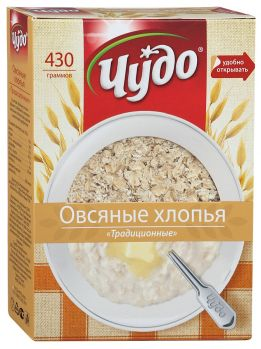 430
граммов
Чудо®
удобно
открывать
Овсяные хлопья
«Традиционные»